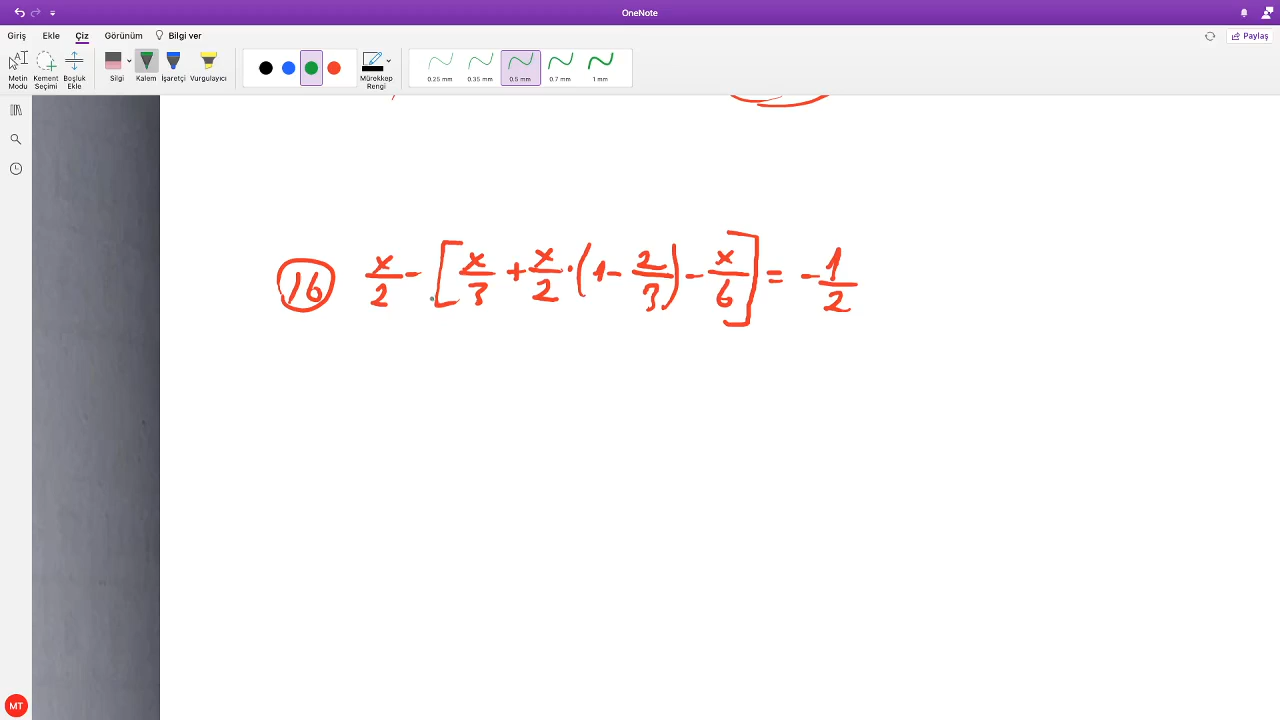 OneNote
Giriş Ekle Çiz Görünüm Bilgi ver
Paylaş
Metin Modu Kement Seçimi Boşluk Ekle Silgi Kalem İşaretçi Vurgulayıcı Mürekkep Rengi 0.25 mm 0.35 mm 0.5 mm 0.7 mm 1 mm
16 x/2 - [x/3 + x/2 · (1 - 2/3) - x/6] = -1/2
MT